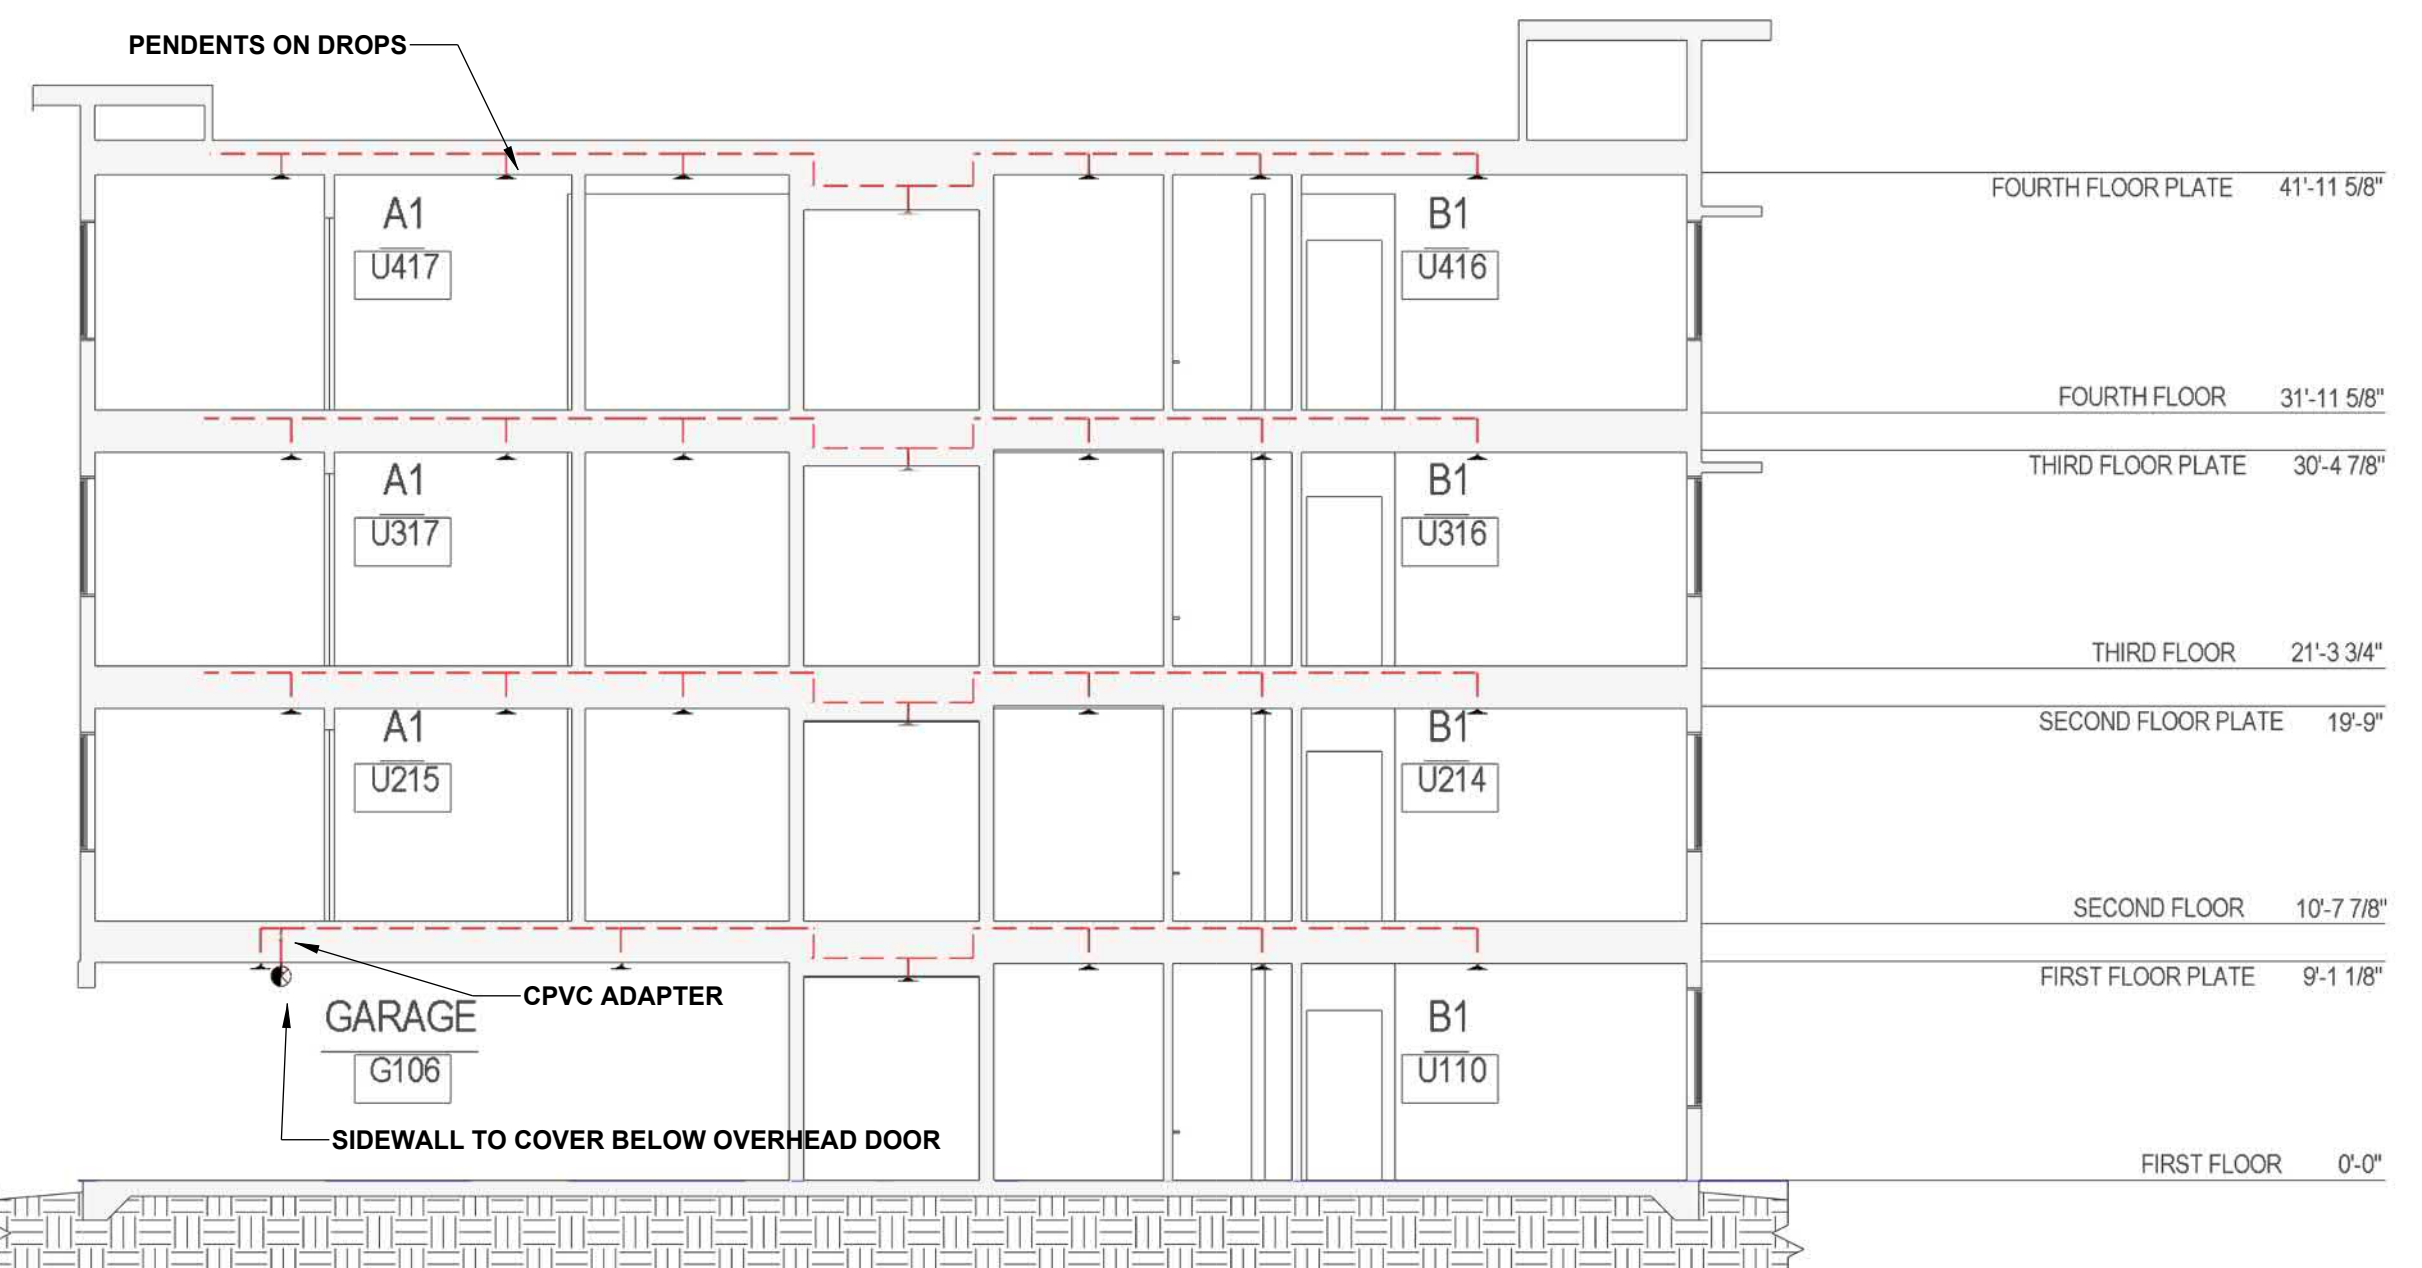 PENDENTS ON DROPS
FOURTH FLOOR PLATE 41'-11 5/8"
A1
U417
B1
U416
FOURTH FLOOR 31'-11 5/8"
THIRD FLOOR PLATE 30'-4 7/8"
A1
U317
B1
U316
THIRD FLOOR 21'-3 3/4"
SECOND FLOOR PLATE 19'-9"
A1
U215
B1
U214
SECOND FLOOR 10'-7 7/8"
FIRST FLOOR PLATE 9'-1 1/8"
CPVC ADAPTER
GARAGE
G106
B1
U110
SIDEWALL TO COVER BELOW OVERHEAD DOOR
FIRST FLOOR 0'-0"